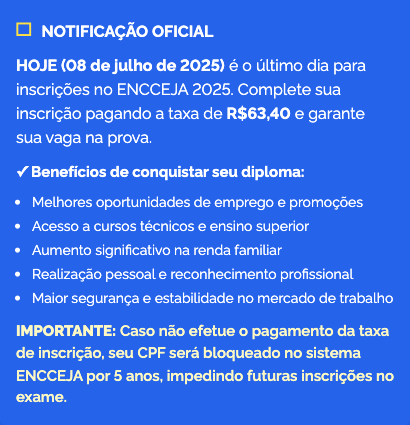 NOTIFICAÇÃO OFICIAL
HOJE (08 de julho de 2025) é o último dia para
inscrições no ENCCEJA 2025. Complete sua
inscrição pagando a taxa de R$63,40 e garante
sua vaga na prova.
✓Benefícios de conquistar seu diploma:
• Melhores oportunidades de emprego e promoções
• Acesso a cursos técnicos e ensino superior
• Aumento significativo na renda familiar
• Realização pessoal e reconhecimento profissional
• Maior segurança e estabilidade no mercado de trabalho
IMPORTANTE: Caso não efetue o pagamento da taxa
de inscrição, seu CPF será bloqueado no sistema
ENCCEJA por 5 anos, impedindo futuras inscrições no
exame.